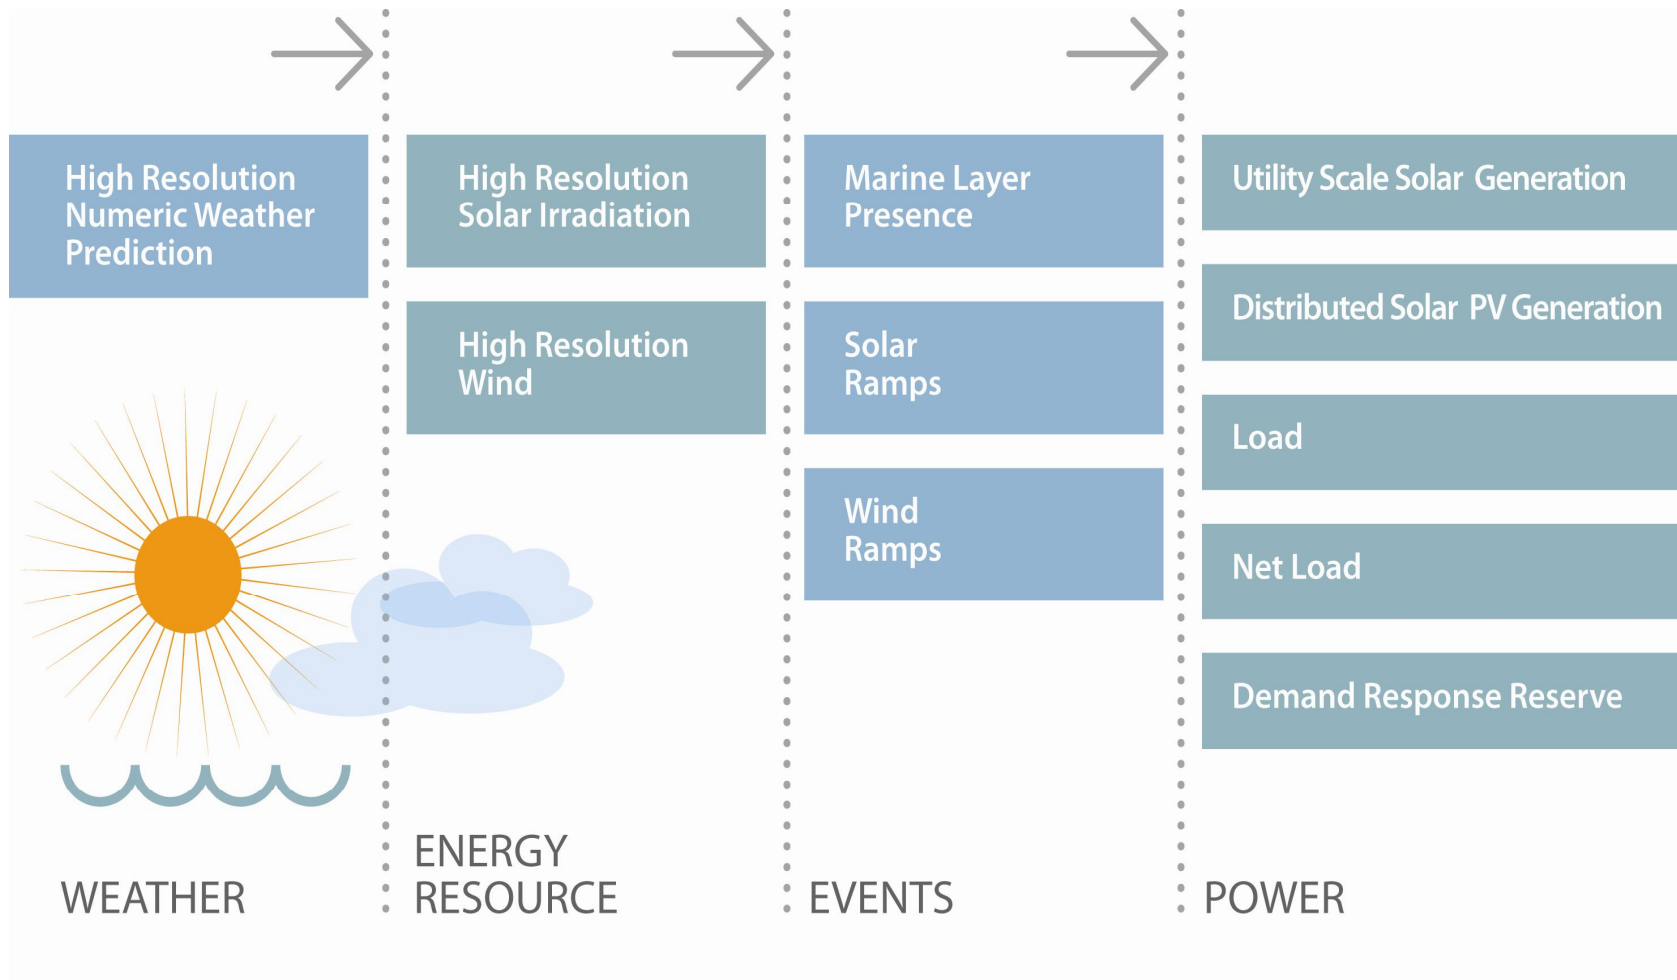 High Resolution
Numeric Weather
Prediction
High Resolution
Solar Irradiation
High Resolution
Wind
Marine Layer
Presence
Solar
Ramps
Wind
Ramps
Utility Scale Solar Generation
Distributed Solar PV Generation
Load
Net Load
Demand Response Reserve
WEATHER
ENERGY
RESOURCE
EVENTS
POWER